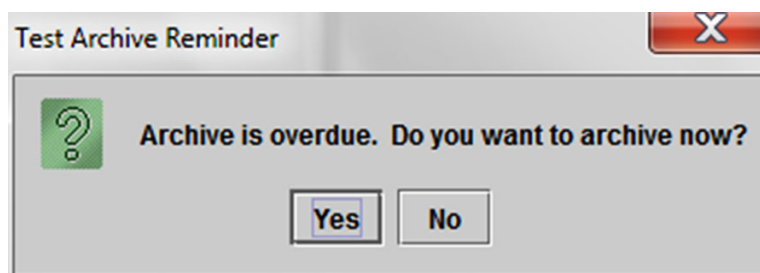 Test Archive Reminder
Archive is overdue. Do you want to archive now?
Yes No